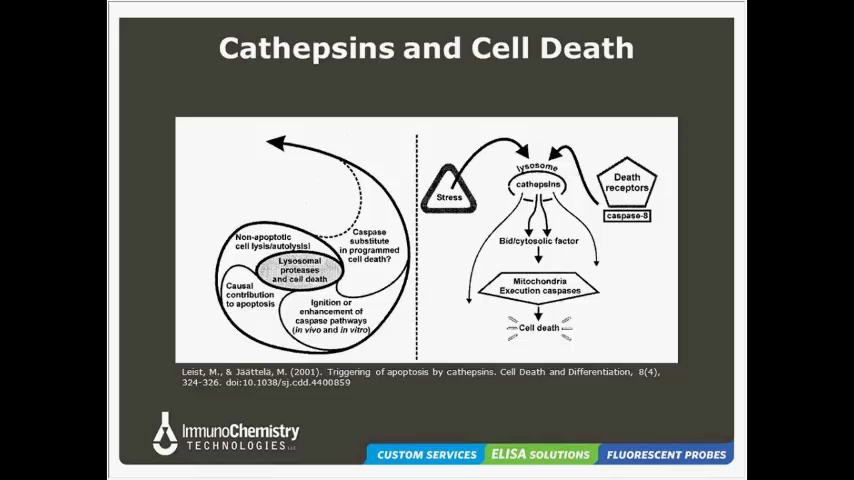 Cathepsins and Cell Death
Non-apoptotic
cell lysis/autolysis!
Lysosomal
proteases
and cell death
Caspase
substitute
in programmed
cell death?
Causal
contribution
to apoptosis
Ignition or
enhancement of
caspase pathways
(in vivo and in vitro)
Stress
lysosome
cathepsins
Death
receptors
caspase-8
Bid/cytosolic factor
Mitochondria
Execution caspases
Cell death
Leist, M., & Jäättelä, M. (2001). Triggering of apoptosis by cathepsins. Cell Death and Differentiation, 8(4),
324-326. doi:10.1038/sj.cdd.4400859
ImmunoChemistry
TECHNOLOGIES LLC
CUSTOM SERVICES
ELISA SOLUTIONS
FLUORESCENT PROBES